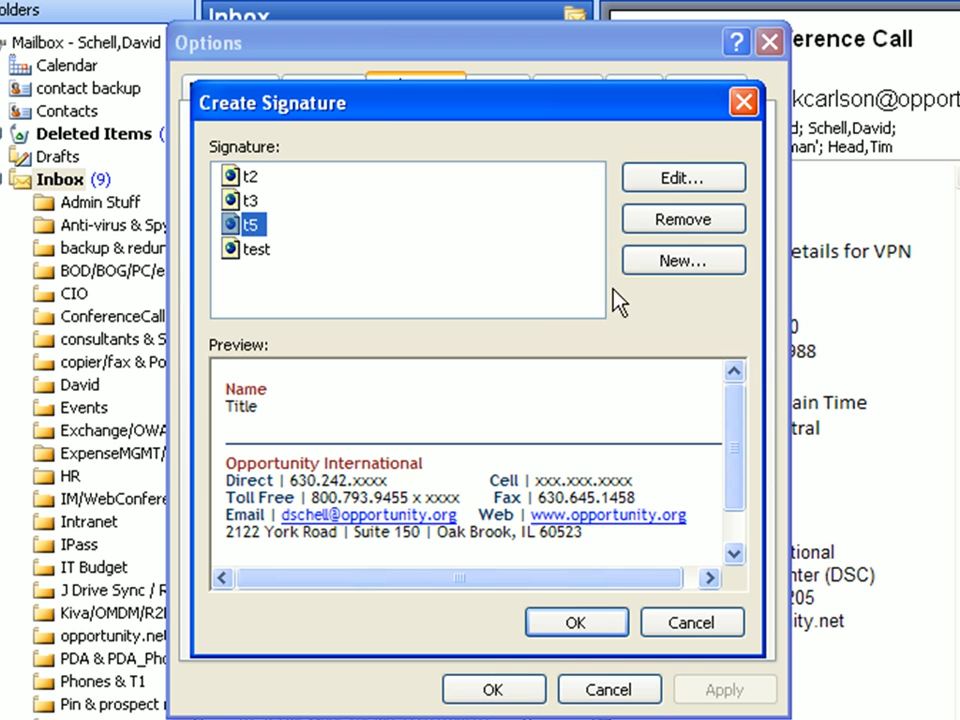 olders
Mailbox - Schell,David
Calendar
contact backup
Contacts
Deleted Items (
Drafts
Inbox (9)
Admin Stuff
Anti-virus & Spy
backup & redun
BOD/BOG/PC/e
CIO
ConferenceCall
consultants & S
copier/fax & Po
David
Events
Exchange/OWA
ExpenseMGMT/
HR
IM/WebConfere
Intranet
IPass
IT Budget
J Drive Sync / R
Kiva/OMDM/R2
opportunity.net
PDA & PDA_Pho
Phones & T1
Pin & prospect
Inbox
Options
?
Create Signature
Signature:
t2
t3
t5
test
Edit...
Remove
New...
Preview:
Name
Title
Opportunity International
Direct | 630.242.xxxx Cell | xxx.xxx.xxxx
Toll Free | 800.793.9455 x xxxx Fax | 630.645.1458
Email | dschell@opportunity.org Web | www.opportunity.org
2122 York Road | Suite 150 | Oak Brook, IL 60523
OK
Cancel
OK
Cancel
Apply
erence Call
kcarlson@opport
d; Schell,David;
man'; Head,Tim
etails for VPN
0
988
ain Time
tral
tional
nter (DSC)
205
ity.net